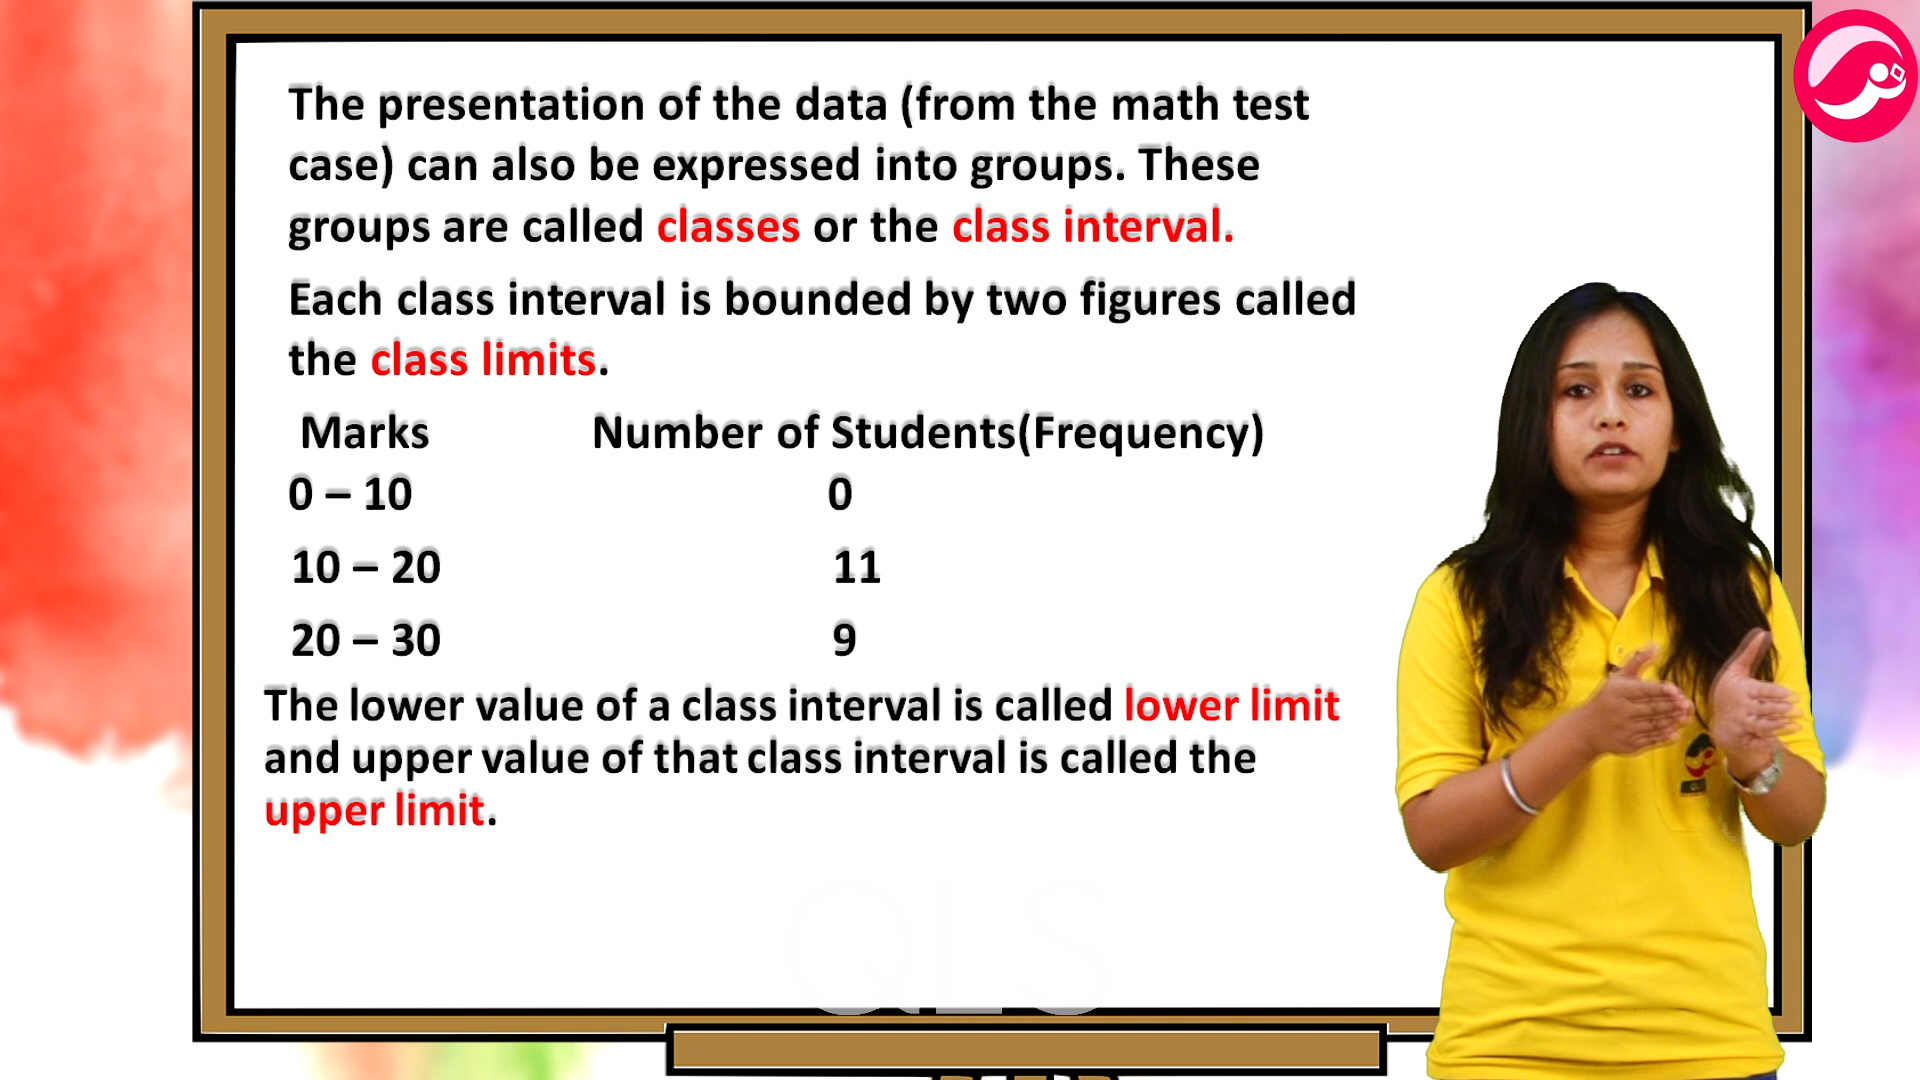 The presentation of the data (from the math test
case) can also be expressed into groups. These
groups are called classes or the class interval.
Each class interval is bounded by two figures called
the class limits.
Marks Number of Students(Frequency)
0 – 10 0
10 – 20 11
20 – 30 9
The lower value of a class interval is called lower limit
and upper value of that class interval is called the
upper limit.